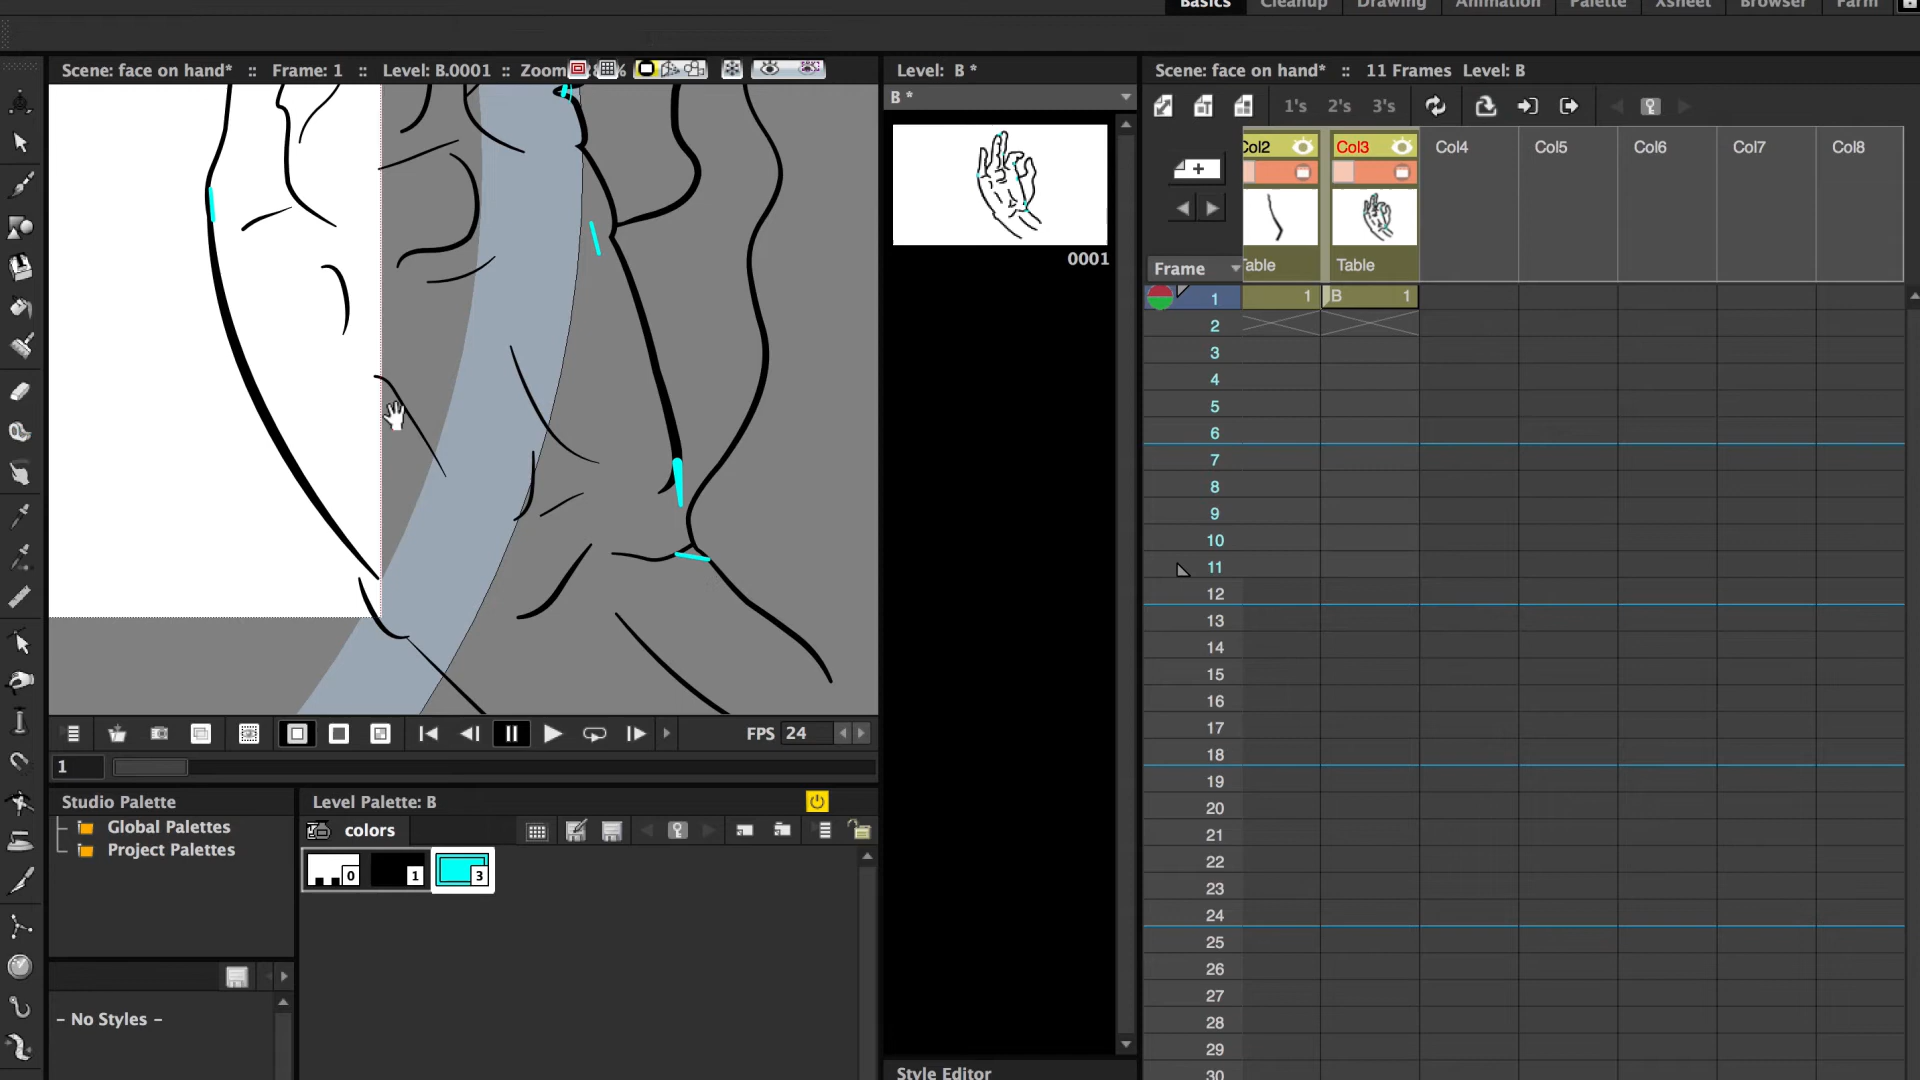 Basics Cleanup Drawing Animation Palette Xsheet Browser Farm
Scene: face on hand* :: Frame: 1 :: Level: B.0001 :: Zoom
Level: B *
Scene: face on hand* :: 11 Frames Level: B
B *
1's 2's 3's
Col2 Col3 Col4 Col5 Col6 Col7 Col8
0001
Table Table
Frame
1 1 B 1
2
3
4
5
6
7
8
9
10
11
12
13
14
15
16
17
18
19
20
21
22
23
24
25
26
27
28
29
30
FPS 24
1
Studio Palette
Global Palettes
Project Palettes
Level Palette: B
colors
0 1 3
- No Styles -
Style Editor